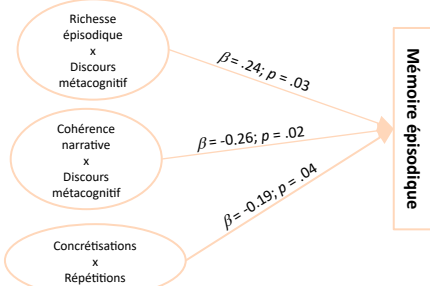 Richesse
épisodique
x
Discours
métacognitif
β= .24; p = .03
Cohérence
narrative
x
Discours
métacognitif
β= -0.26; p = .02
Concrétisations
x
Répétitions
β= -0.19; p = .04
Mémoire épisodique